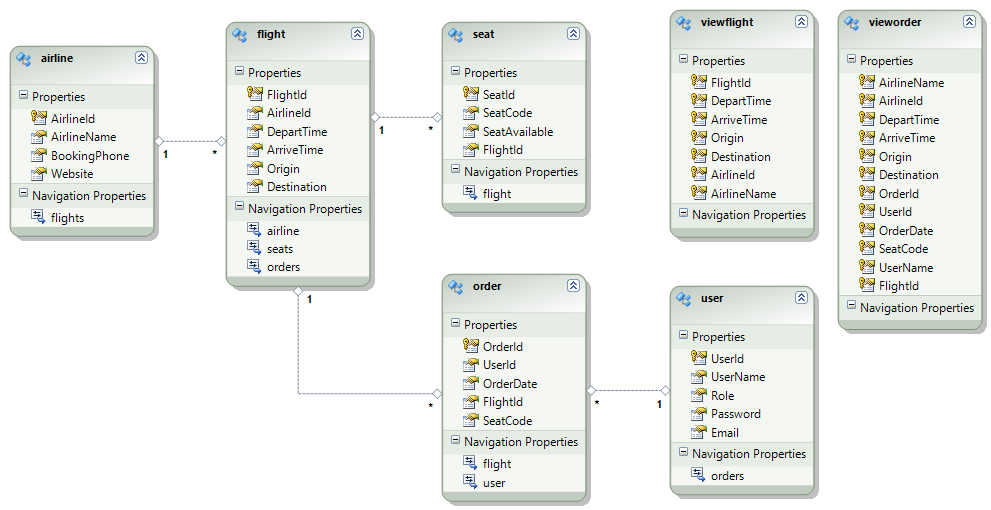 airline
Properties
AirlineId
AirlineName
BookingPhone
Website
Navigation Properties
flights
1
*
flight
Properties
FlightId
AirlineId
DepartTime
ArriveTime
Origin
Destination
Navigation Properties
airline
seats
orders
1
*
seat
Properties
SeatId
SeatCode
SeatAvailable
FlightId
Navigation Properties
flight
1
*
order
Properties
OrderId
UserId
OrderDate
FlightId
SeatCode
Navigation Properties
flight
user
*
1
user
Properties
UserId
UserName
Role
Password
Email
Navigation Properties
orders
viewflight
Properties
FlightId
DepartTime
ArriveTime
Origin
Destination
AirlineId
AirlineName
Navigation Properties
vieworder
Properties
AirlineName
AirlineId
DepartTime
ArriveTime
Origin
Destination
OrderId
UserId
OrderDate
SeatCode
UserName
FlightId
Navigation Properties